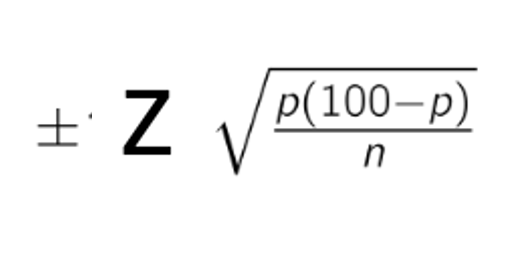 ± Z √(p(100−p)/n)